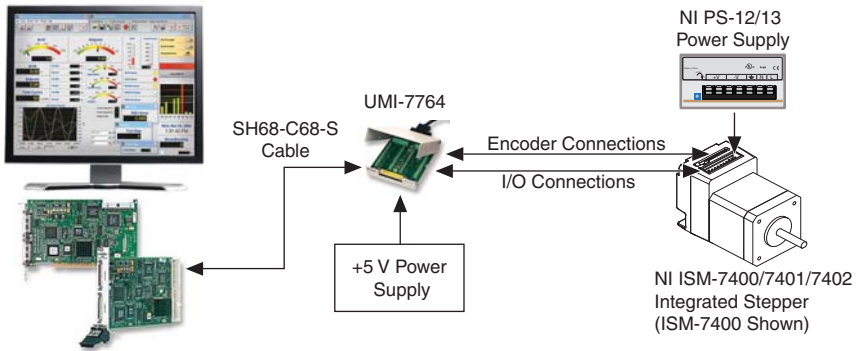 NI PS-12/13
Power Supply
UMI-7764
SH68-C68-S
Cable
Encoder Connections
I/O Connections
+5 V Power
Supply
NI ISM-7400/7401/7402
Integrated Stepper
(ISM-7400 Shown)